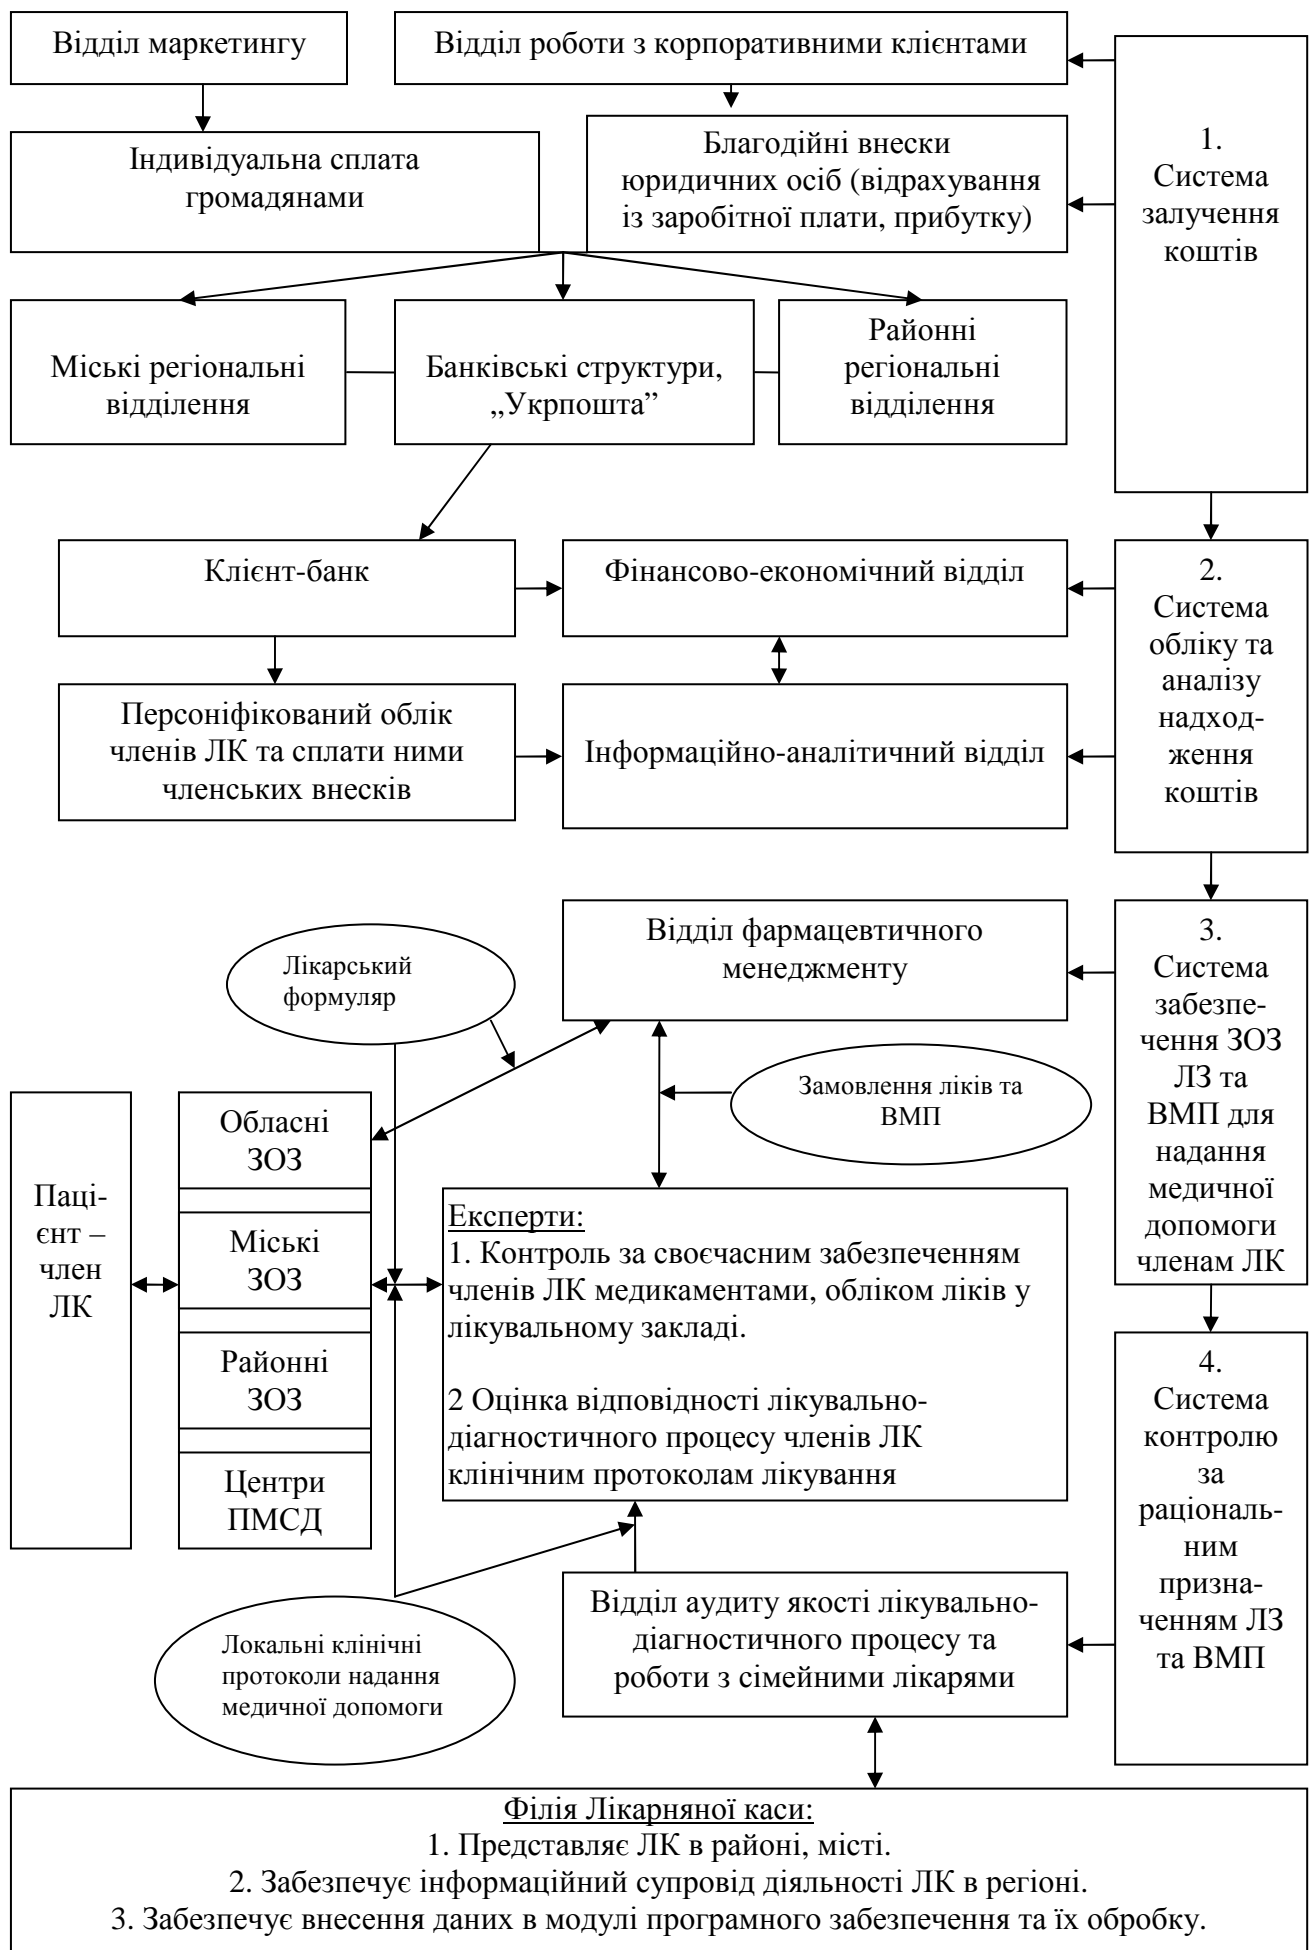 Відділ маркетингу
Відділ роботи з корпоративними клієнтами
1.
Система
залучення
коштів
Індивідуальна сплата
громадянами
Благодійні внески
юридичних осіб (відрахування
із заробітної плати, прибутку)
Міські регіональні
відділення
Банківські структури,
„Укрпошта”
Районні
регіональні
відділення
Клієнт-банк
Фінансово-економічний відділ
2.
Система
обліку та
аналізу
надход-
ження
коштів
Персоніфікований облік
членів ЛК та сплати ними
членських внесків
Інформаційно-аналітичний відділ
Відділ фармацевтичного
менеджменту
3.
Система
забезпе-
чення ЗОЗ
ЛЗ та
ВМП для
надання
медичної
допомоги
членам ЛК
Лікарський
формуляр
Замовлення ліків та
ВМП
Паці-
єнт –
член
ЛК
Обласні
ЗОЗ
Міські
ЗОЗ
Районні
ЗОЗ
Центри
ПМСД
Експерти:
1. Контроль за своєчасним забезпеченням
членів ЛК медикаментами, обліком ліків у
лікувальному закладі.
2 Оцінка відповідності лікувально-
діагностичного процесу членів ЛК
клінічним протоколам лікування
4.
Система
контролю
за
раціональ-
ним
призна-
ченням ЛЗ
та ВМП
Локальні клінічні
протоколи надання
медичної допомоги
Відділ аудиту якості лікувально-
діагностичного процесу та
роботи з сімейними лікарями
Філія Лікарняної каси:
1. Представляє ЛК в районі, місті.
2. Забезпечує інформаційний супровід діяльності ЛК в регіоні.
3. Забезпечує внесення даних в модулі програмного забезпечення та їх обробку.